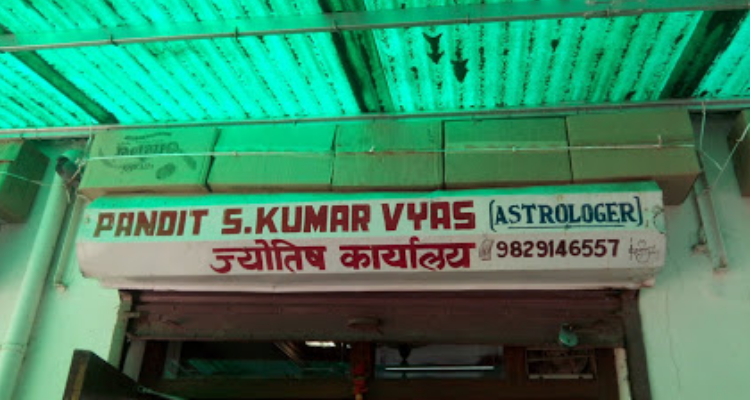 PANDIT S.KUMAR VYAS (ASTROLOGER)
ज्योतिष कार्यालय 9829146557